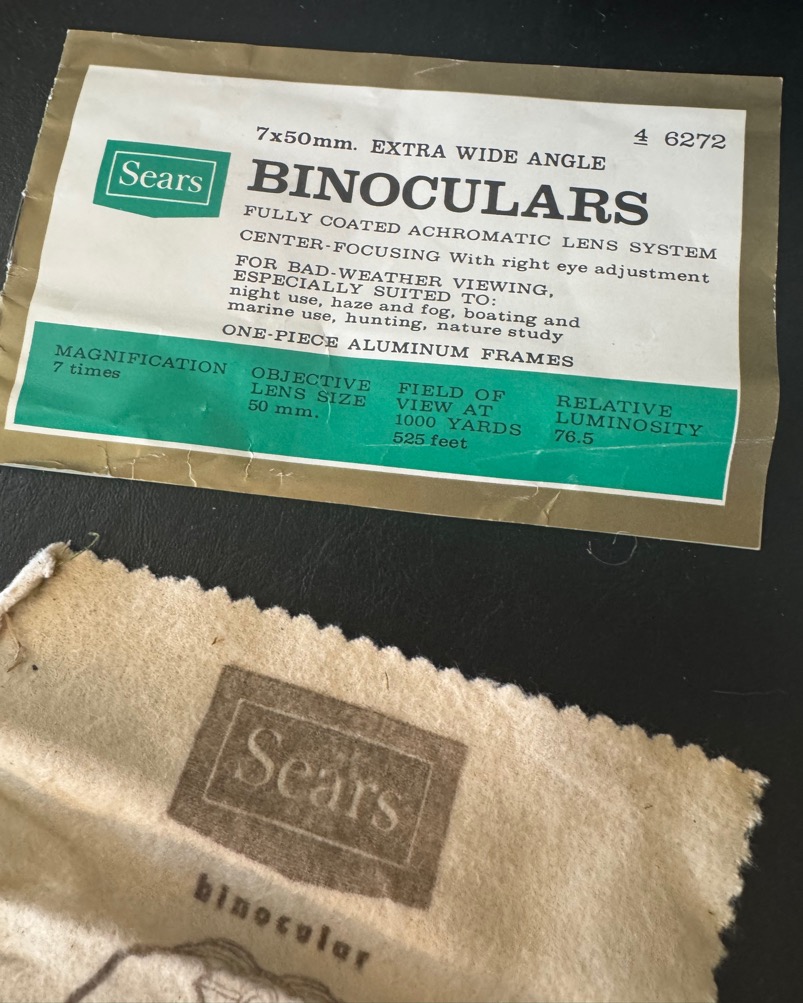 4 6272
7x50mm. EXTRA WIDE ANGLE
Sears
BINOCULARS
FULLY COATED ACHROMATIC LENS SYSTEM
CENTER-FOCUSING With right eye adjustment
FOR BAD-WEATHER VIEWING,
ESPECIALLY SUITED TO:
night use, haze and fog, boating and
marine use, hunting, nature study
ONE-PIECE ALUMINUM FRAMES
MAGNIFICATION
7 times
OBJECTIVE
LENS SIZE
50 mm.
FIELD OF
VIEW AT
1000 YARDS
525 feet
RELATIVE
LUMINOSITY
76.5
Sears
binocular